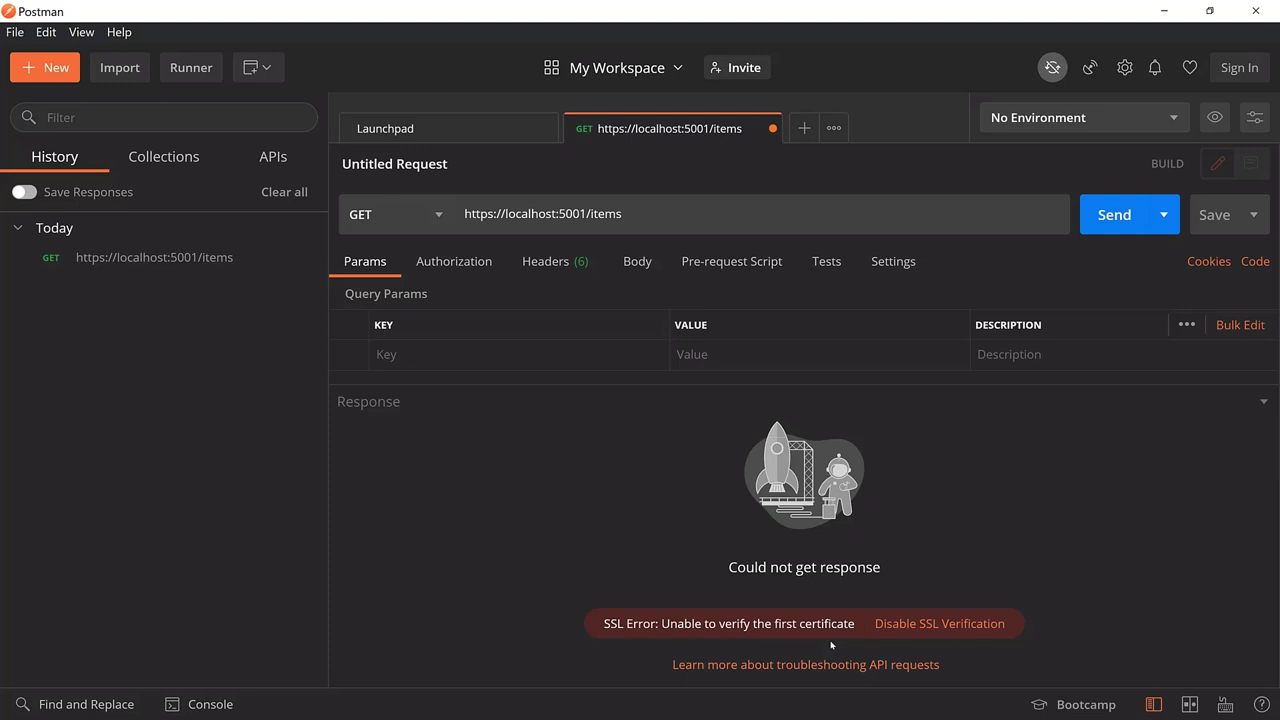 Postman
File Edit View Help
New Import Runner My Workspace Invite Sign In
Filter
History Collections APIs
Save Responses Clear all
Today
GET https://localhost:5001/items
Launchpad GET https://localhost:5001/items No Environment
Untitled Request BUILD
GET https://localhost:5001/items Send Save
Params Authorization Headers (6) Body Pre-request Script Tests Settings Cookies Code
Query Params
KEY VALUE DESCRIPTION Bulk Edit
Key Value Description
Response
Could not get response
SSL Error: Unable to verify the first certificate Disable SSL Verification
Learn more about troubleshooting API requests
Find and Replace Console Bootcamp